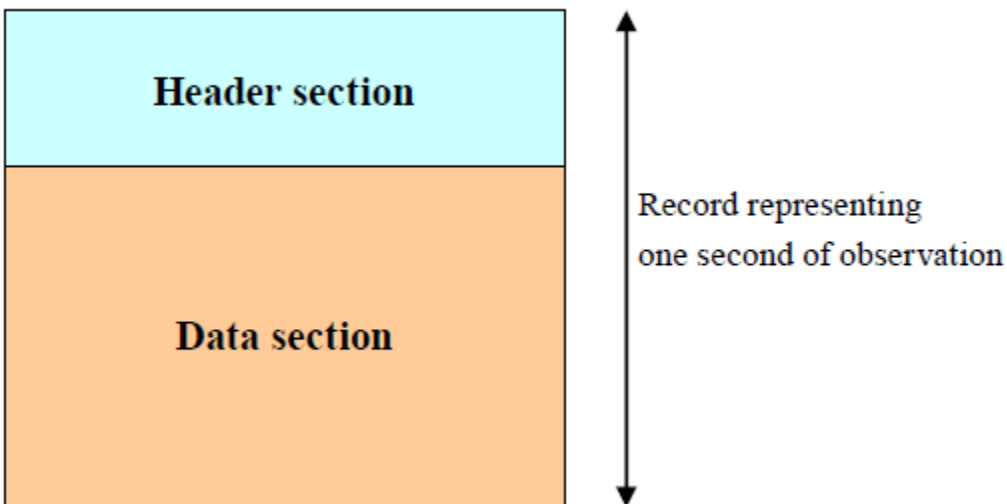 Header section
Record representing
one second of observation
Data section